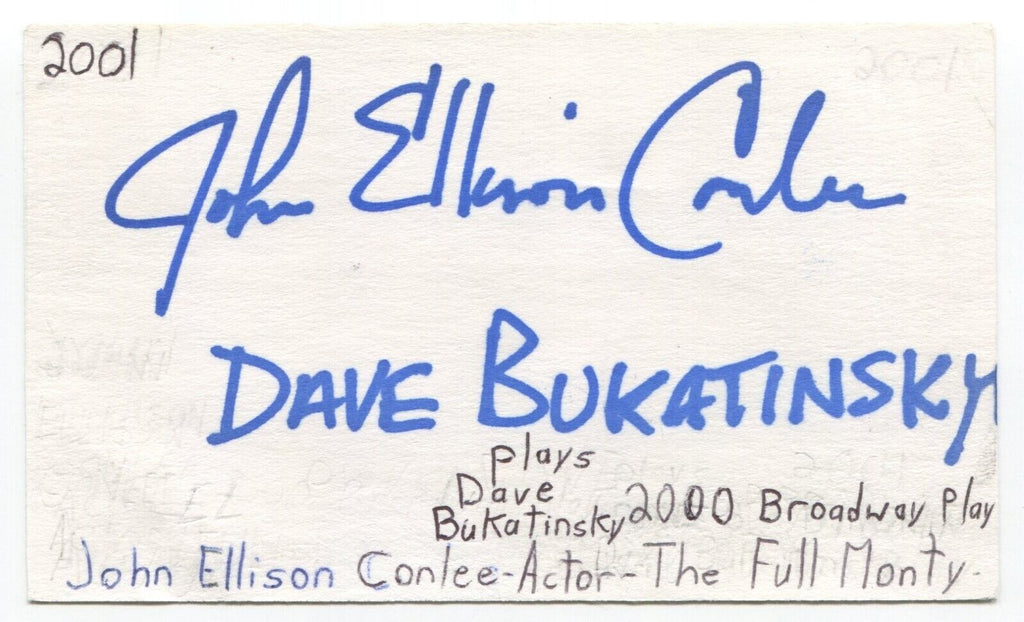 2001
John Ellison Conlee
DAVE BUKATINSKY
plays
Dave
Bukatinsky 2000 Broadway Play
John Ellison Conlee-Actor-The Full Monty.